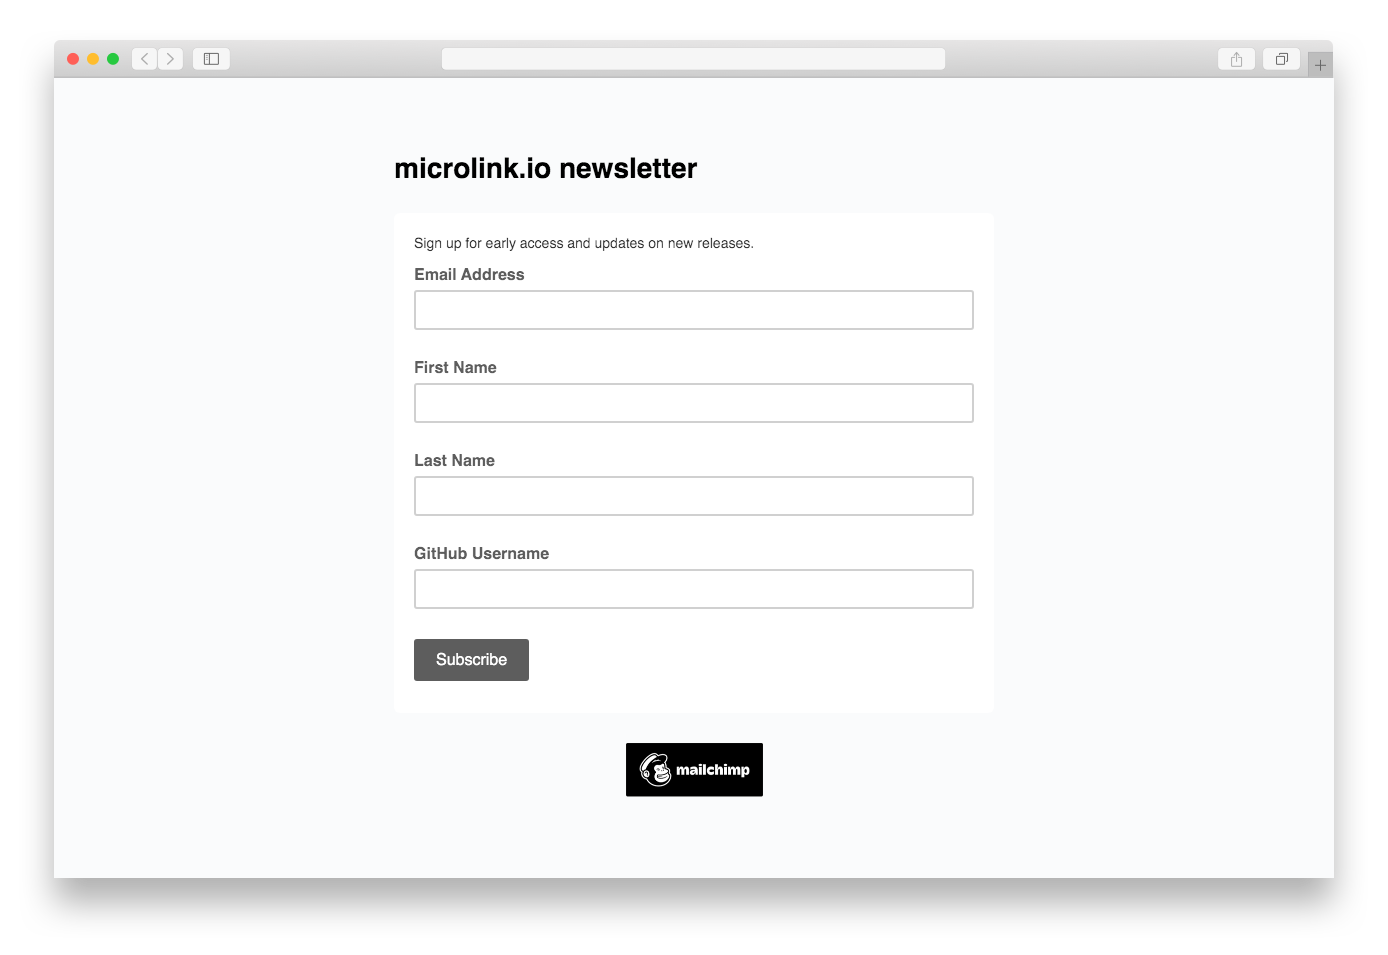 microlink.io newsletter
Sign up for early access and updates on new releases.
Email Address
First Name
Last Name
GitHub Username
Subscribe
mailchimp